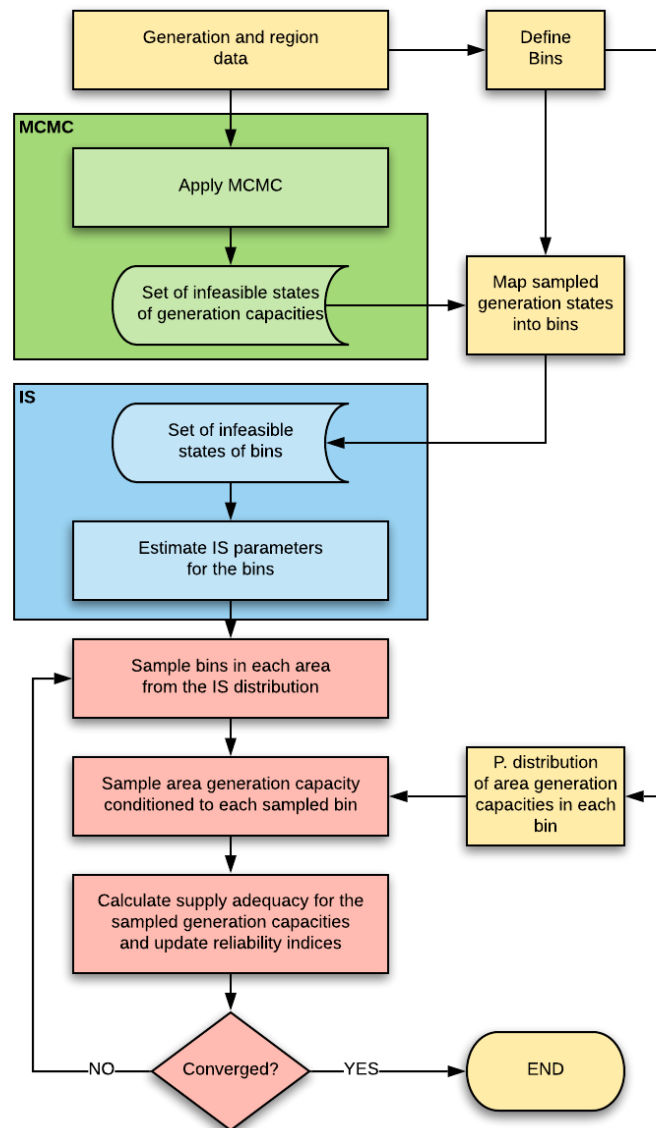 Generation and region
data
Define
Bins
MCMC
Apply MCMC
Set of infeasible states
of generation capacities
Map sampled
generation states
into bins
IS
Set of infeasible
states of bins
Estimate IS parameters
for the bins
Sample bins in each area
from the IS distribution
Sample area generation capacity
conditioned to each sampled bin
P. distribution
of area generation
capacities in each
bin
Calculate supply adequacy for the
sampled generation capacities
and update reliability indices
NO
Converged?
YES
END